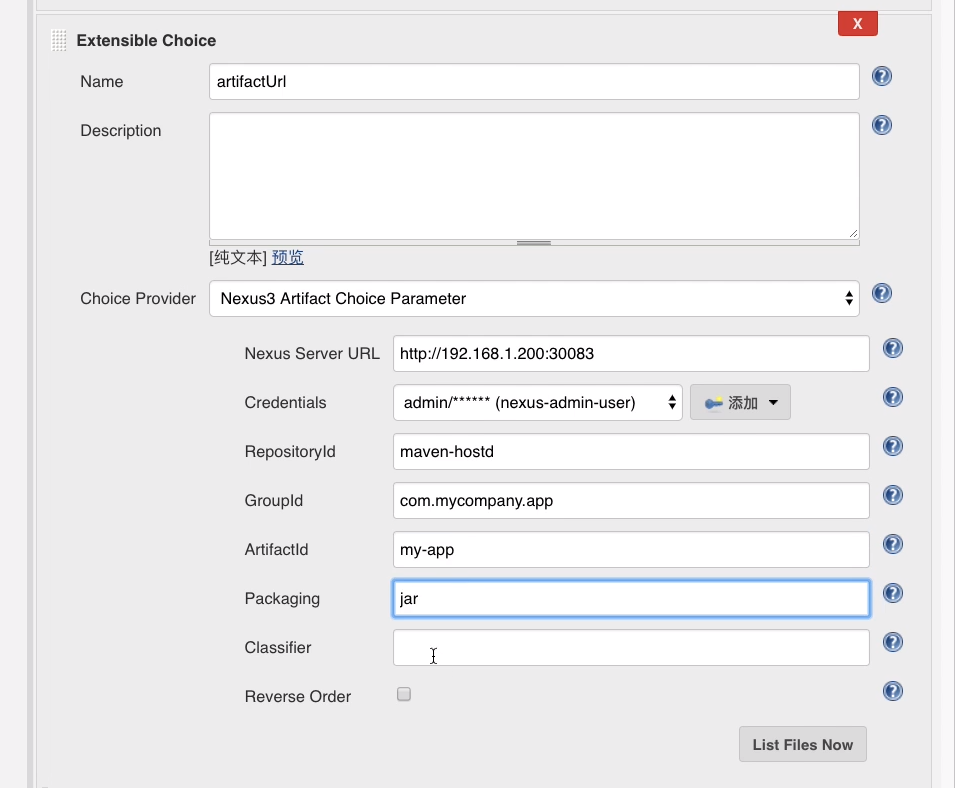 X
Extensible Choice
Name artifactUrl
Description
[纯文本] 预览
Choice Provider Nexus3 Artifact Choice Parameter
Nexus Server URL http://192.168.1.200:30083
Credentials admin/****** (nexus-admin-user) 添加
RepositoryId maven-hostd
GroupId com.mycompany.app
ArtifactId my-app
Packaging jar
Classifier
Reverse Order
List Files Now